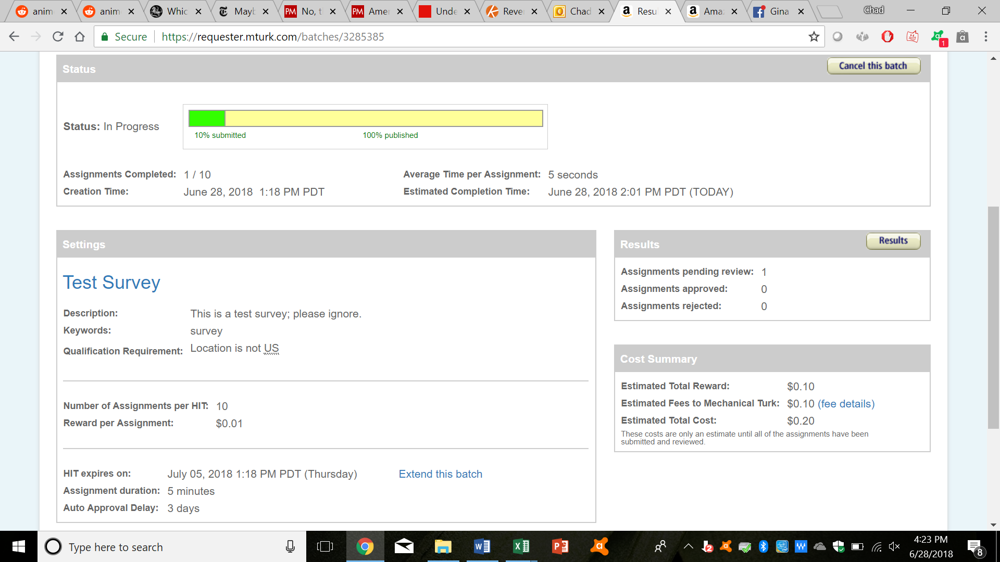 anim
anim
Whic
Mayb
No, t
Amer
Unde
Reve
Chad
Resu
Ama
Gina
Chad
Secure https://requester.mturk.com/batches/3285385
1
Status
Cancel this batch
Status: In Progress
10% submitted 100% published
Assignments Completed: 1 / 10 Average Time per Assignment: 5 seconds
Creation Time: June 28, 2018 1:18 PM PDT Estimated Completion Time: June 28, 2018 2:01 PM PDT (TODAY)
Settings
Test Survey
Description: This is a test survey; please ignore.
Keywords: survey
Qualification Requirement: Location is not US
Number of Assignments per HIT: 10
Reward per Assignment: $0.01
HIT expires on: July 05, 2018 1:18 PM PDT (Thursday) Extend this batch
Assignment duration: 5 minutes
Auto Approval Delay: 3 days
Results
Results
Assignments pending review: 1
Assignments approved: 0
Assignments rejected: 0
Cost Summary
Estimated Total Reward: $0.10
Estimated Fees to Mechanical Turk: $0.10 (fee details)
Estimated Total Cost: $0.20
These costs are only an estimate until all of the assignments have been
submitted and reviewed.
Type here to search
2
4:23 PM
6/28/2018
8